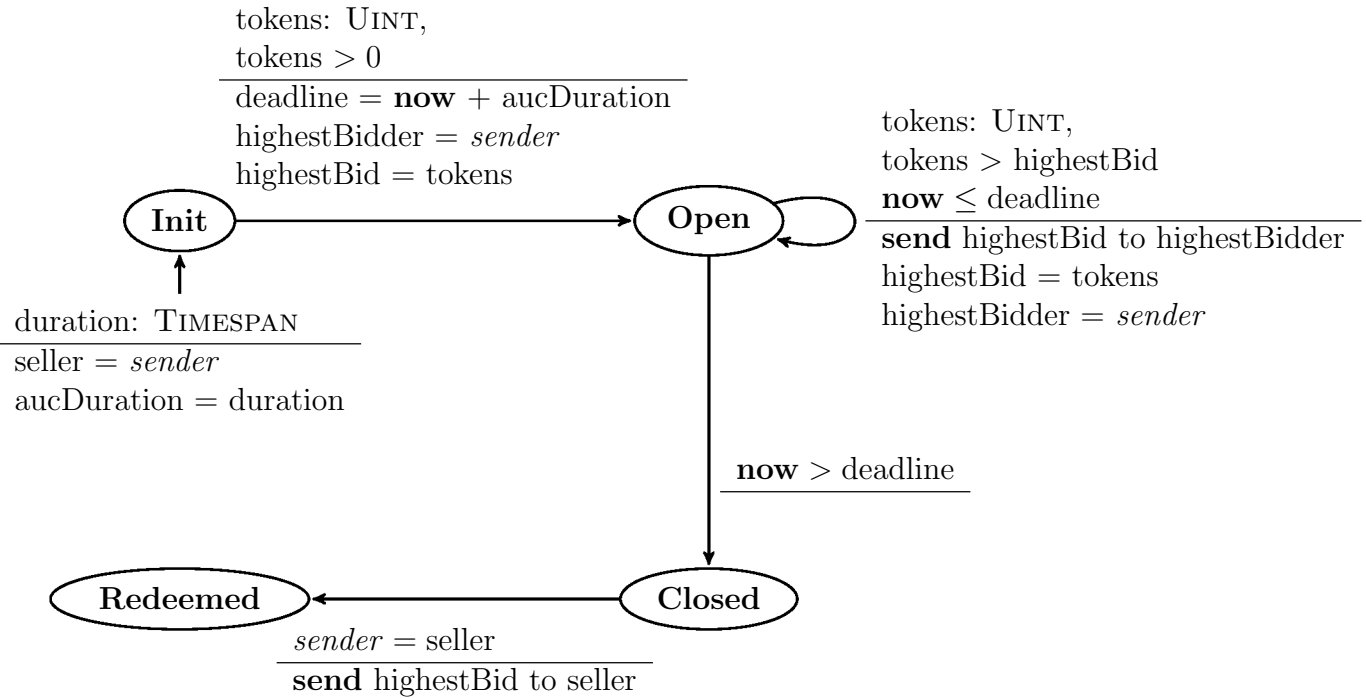 tokens: UINT,
tokens > 0
deadline = now + aucDuration
highestBidder = sender
highestBid = tokens
tokens: UINT,
tokens > highestBid
now ≤ deadline
send highestBid to highestBidder
highestBid = tokens
highestBidder = sender
Init
Open
duration: TIMESPAN
seller = sender
aucDuration = duration
now > deadline
Redeemed
Closed
sender = seller
send highestBid to seller